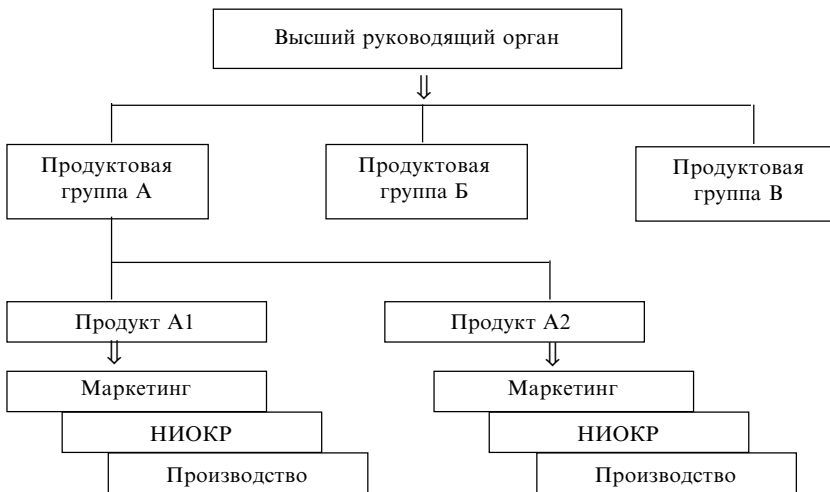 Высший руководящий орган
Продуктовая
группа А
Продуктовая
группа Б
Продуктовая
группа В
Продукт А1
Продукт А2
Маркетинг
НИОКР
Производство
Маркетинг
НИОКР
Производство